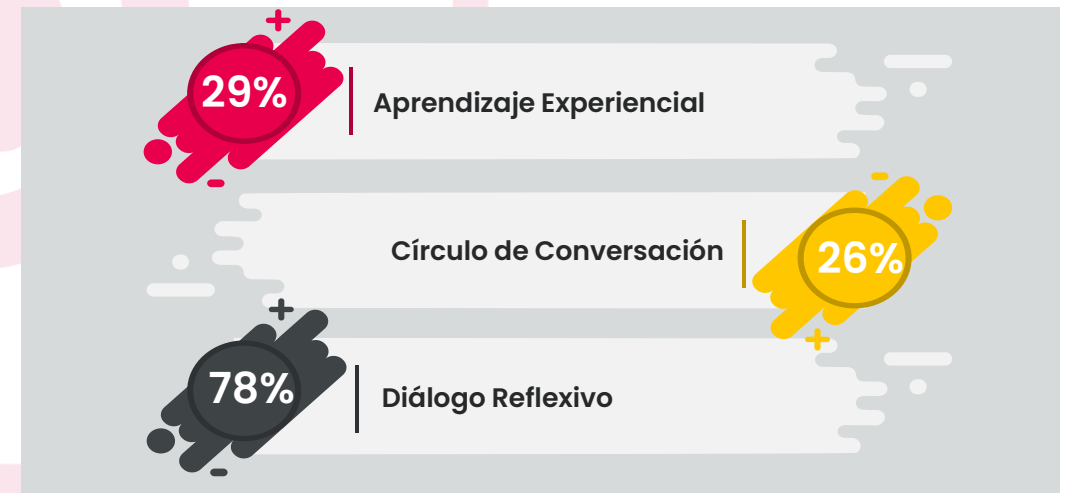 29%
Aprendizaje Experiencial
Círculo de Conversación
26%
78%
Diálogo Reflexivo